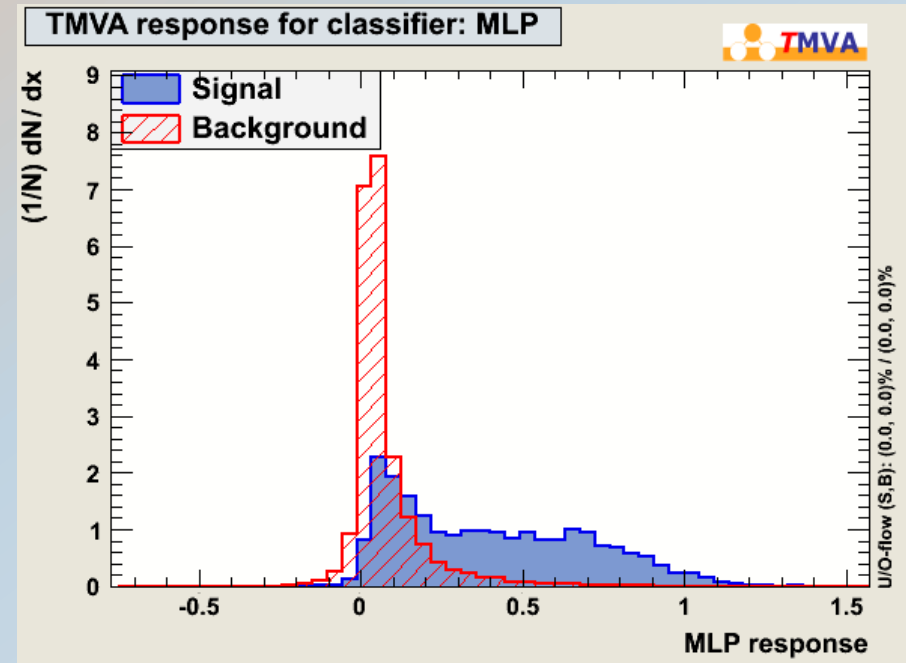 TMVA response for classifier: MLP
TMVA
Signal
Background
(1/N) dN / dx
9
8
7
6
5
4
3
2
1
0
-0.5
0
0.5
1
1.5
MLP response
U/O-flow (S,B): (0.0, 0.0)% / (0.0, 0.0)%